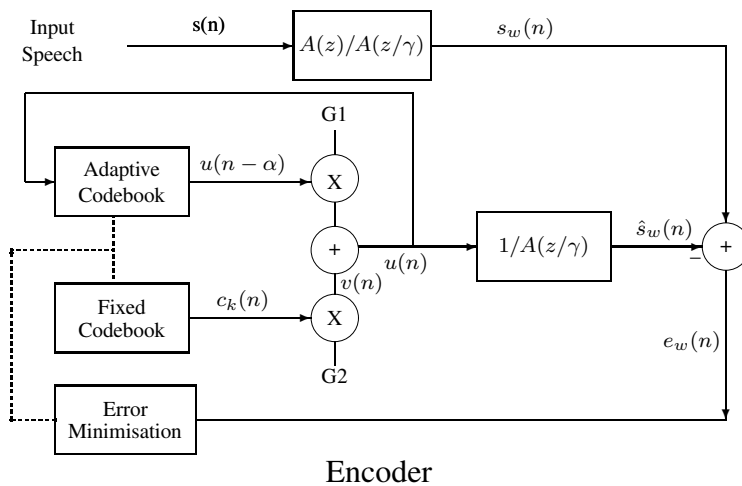 Input
Speech
s(n)
A(z)/A(z/γ)
s_w(n)
G1
Adaptive
Codebook
u(n − α)
X
+
u(n)
1/A(z/γ)
ŝ_w(n)
−
+
v(n)
Fixed
Codebook
c_k(n)
X
G2
e_w(n)
Error
Minimisation
Encoder